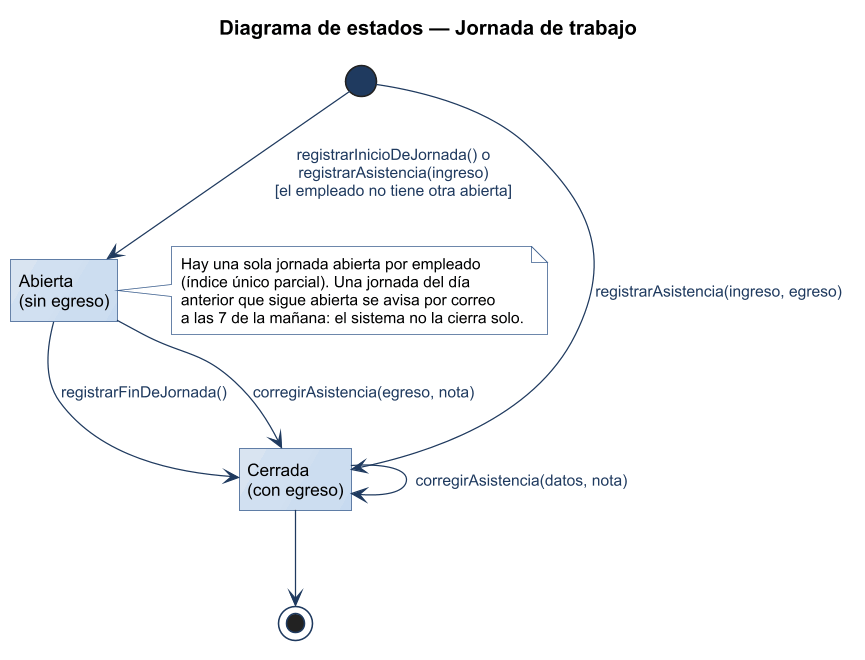 Diagrama de estados — Jornada de trabajo
registrarInicioDeJornada() o
registrarAsistencia(ingreso)
[el empleado no tiene otra abierta]
Hay una sola jornada abierta por empleado
(índice único parcial). Una jornada del día
anterior que sigue abierta se avisa por correo
a las 7 de la mañana: el sistema no la cierra solo.
Abierta
(sin egreso)
registrarAsistencia(ingreso, egreso)
registrarFinDeJornada()
corregirAsistencia(egreso, nota)
Cerrada
(con egreso)
corregirAsistencia(datos, nota)